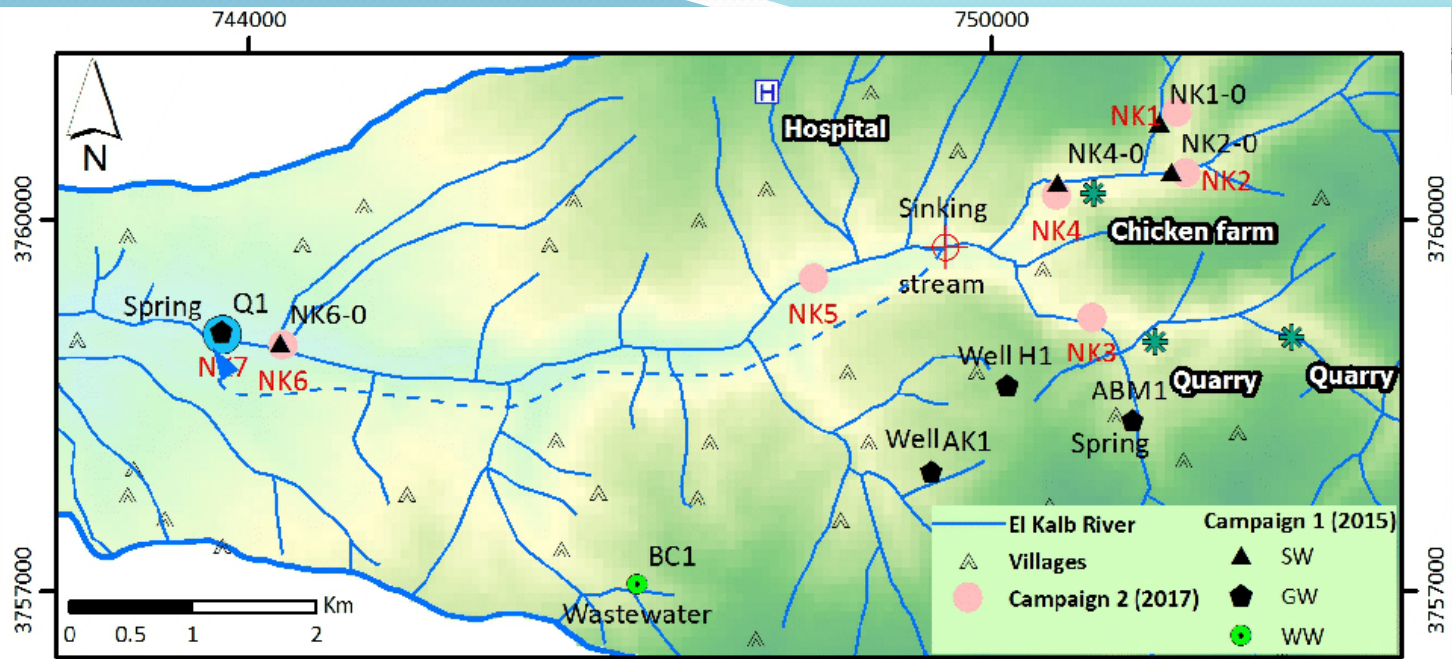 744000
750000
3760000
3757000
3760000
3757000
N
H
Hospital
NK1-0
NK1
NK2-0
NK2
NK4-0
NK4
Chicken farm
Sinking
stream
NK5
NK3
Spring
Q1
NK7
NK6-0
NK6
Well H1
ABM1
Spring
Quarry
Quarry
Well AK1
BC1
Wastewater
Km
0 0.5 1 2
El Kalb River
Villages
Campaign 2 (2017)
Campaign 1 (2015)
SW
GW
WW